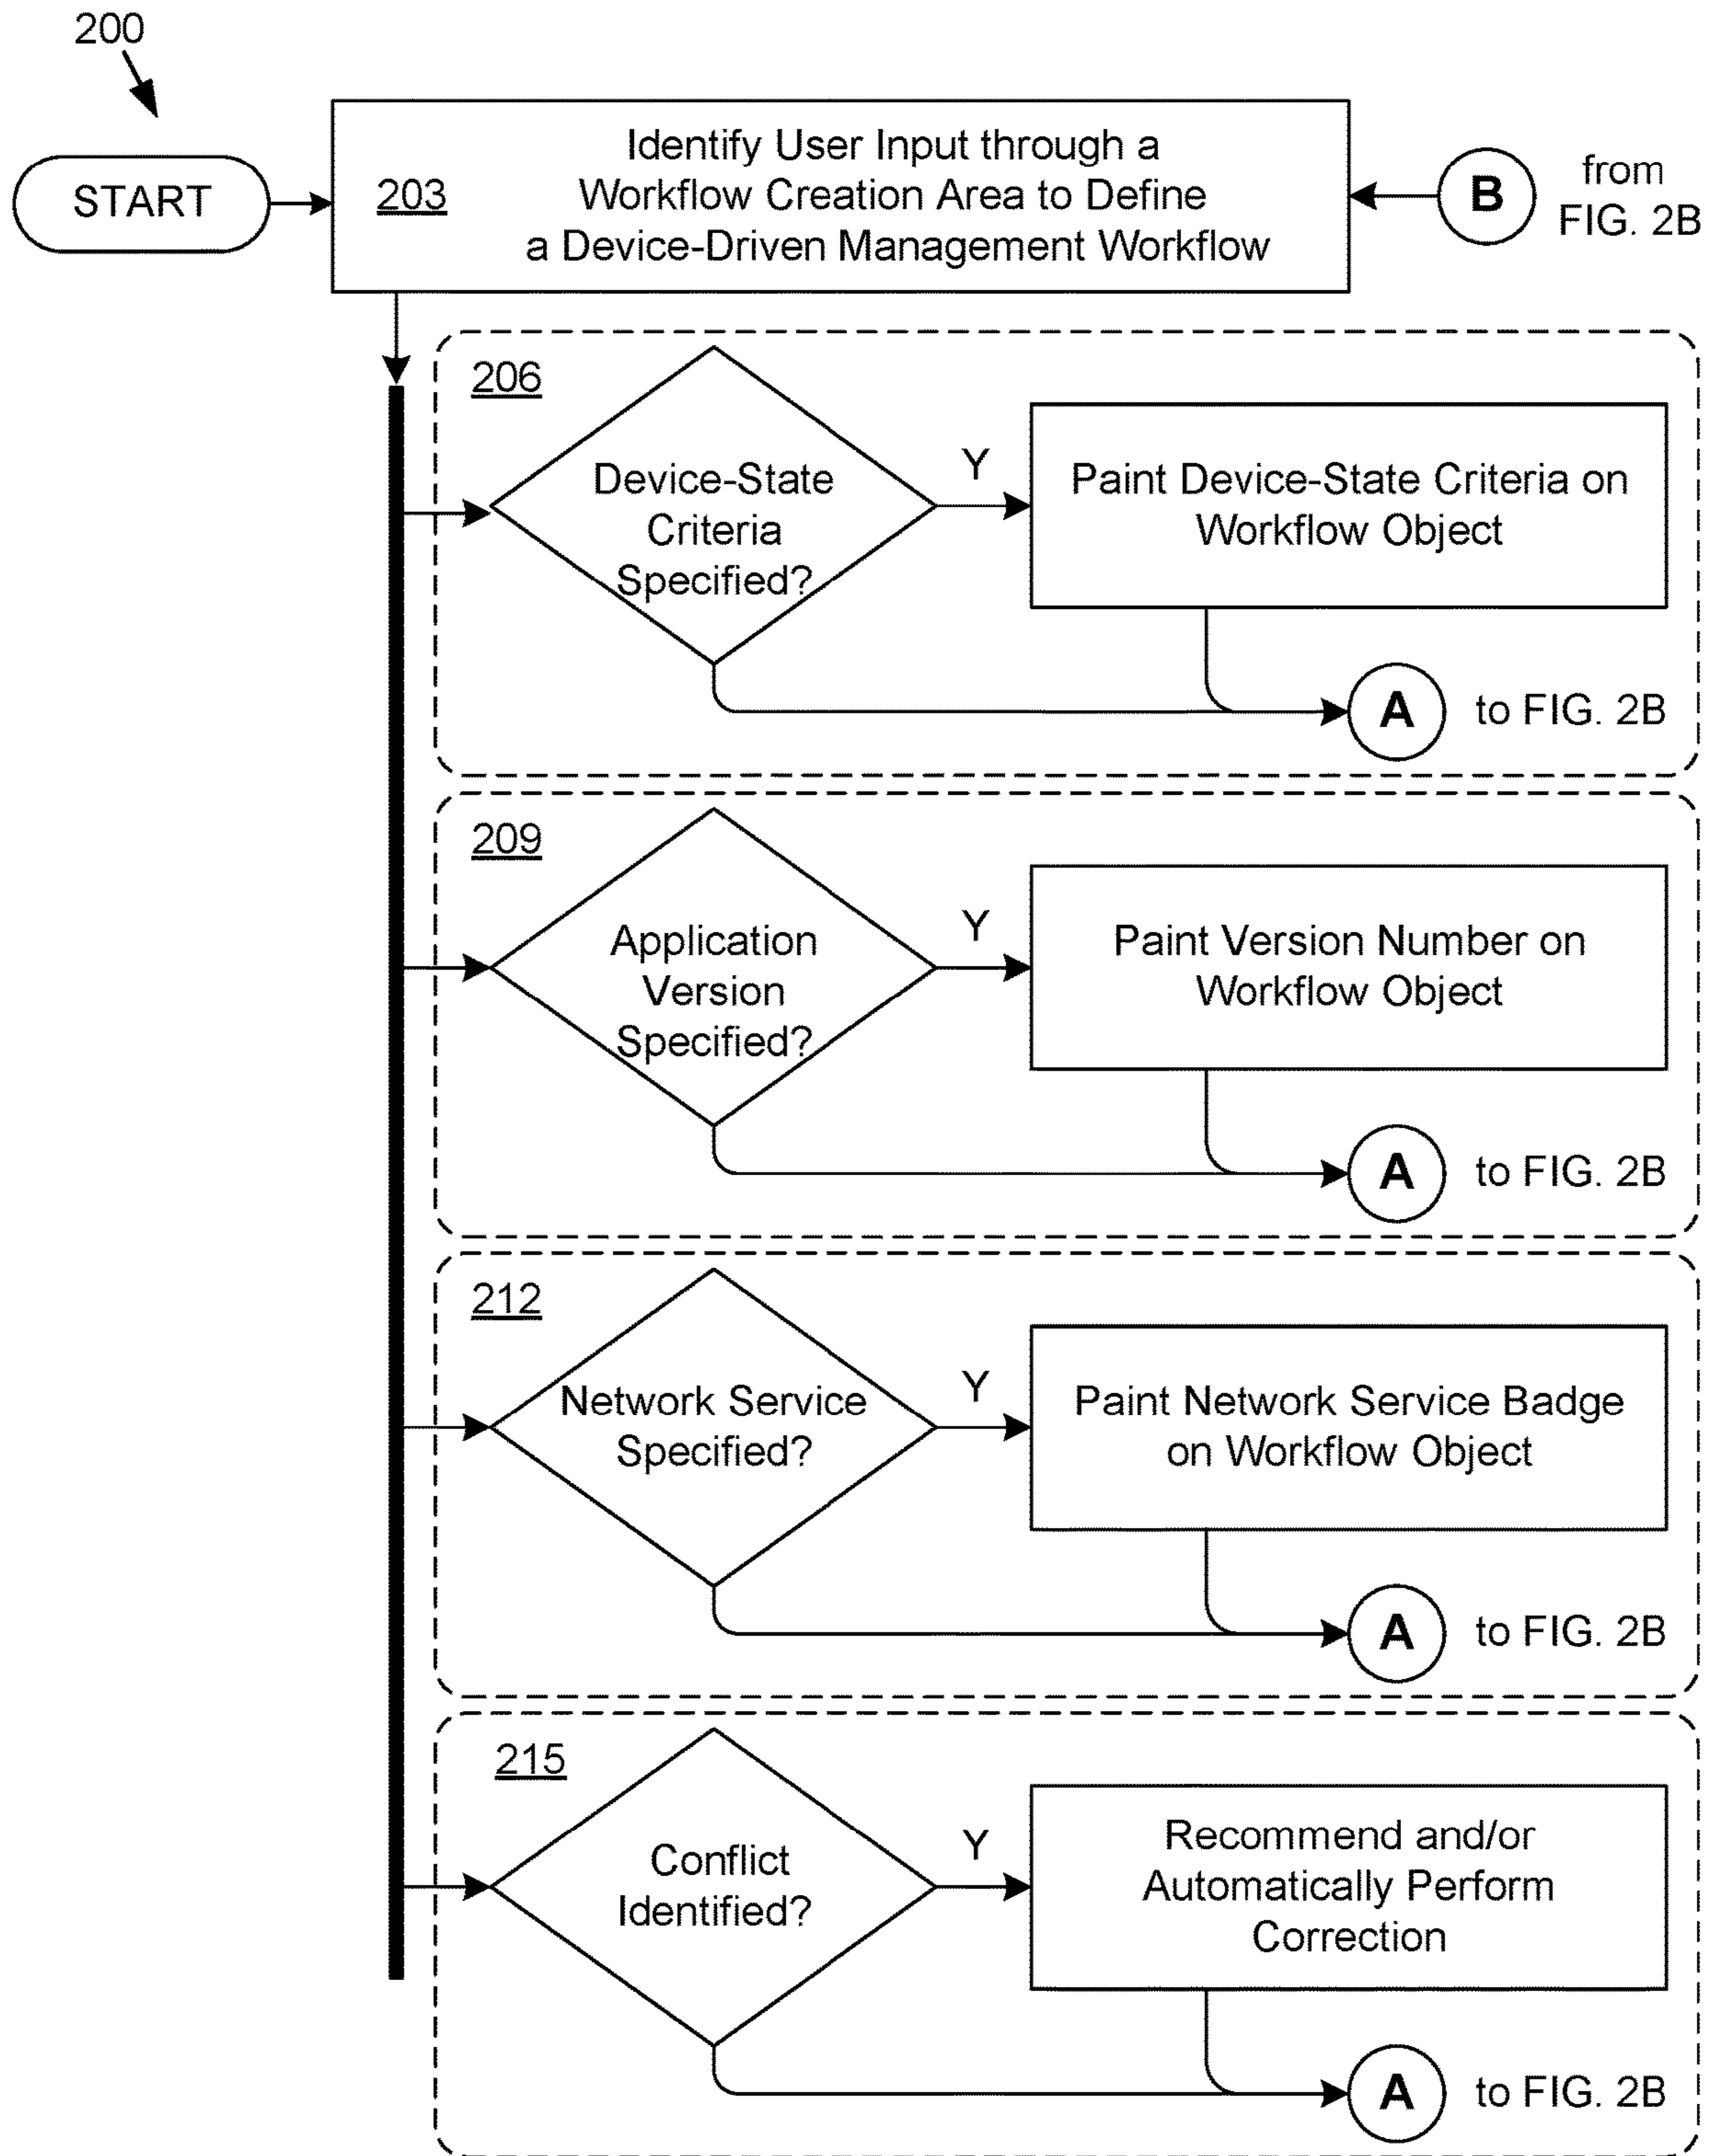 200
START
203
Identify User Input through a
Workflow Creation Area to Define
a Device-Driven Management Workflow
B
from
FIG. 2B
206
Device-State
Criteria
Specified?
Y
Paint Device-State Criteria on
Workflow Object
A
to FIG. 2B
209
Application
Version
Specified?
Y
Paint Version Number on
Workflow Object
A
to FIG. 2B
212
Network Service
Specified?
Y
Paint Network Service Badge
on Workflow Object
A
to FIG. 2B
215
Conflict
Identified?
Y
Recommend and/or
Automatically Perform
Correction
A
to FIG. 2B